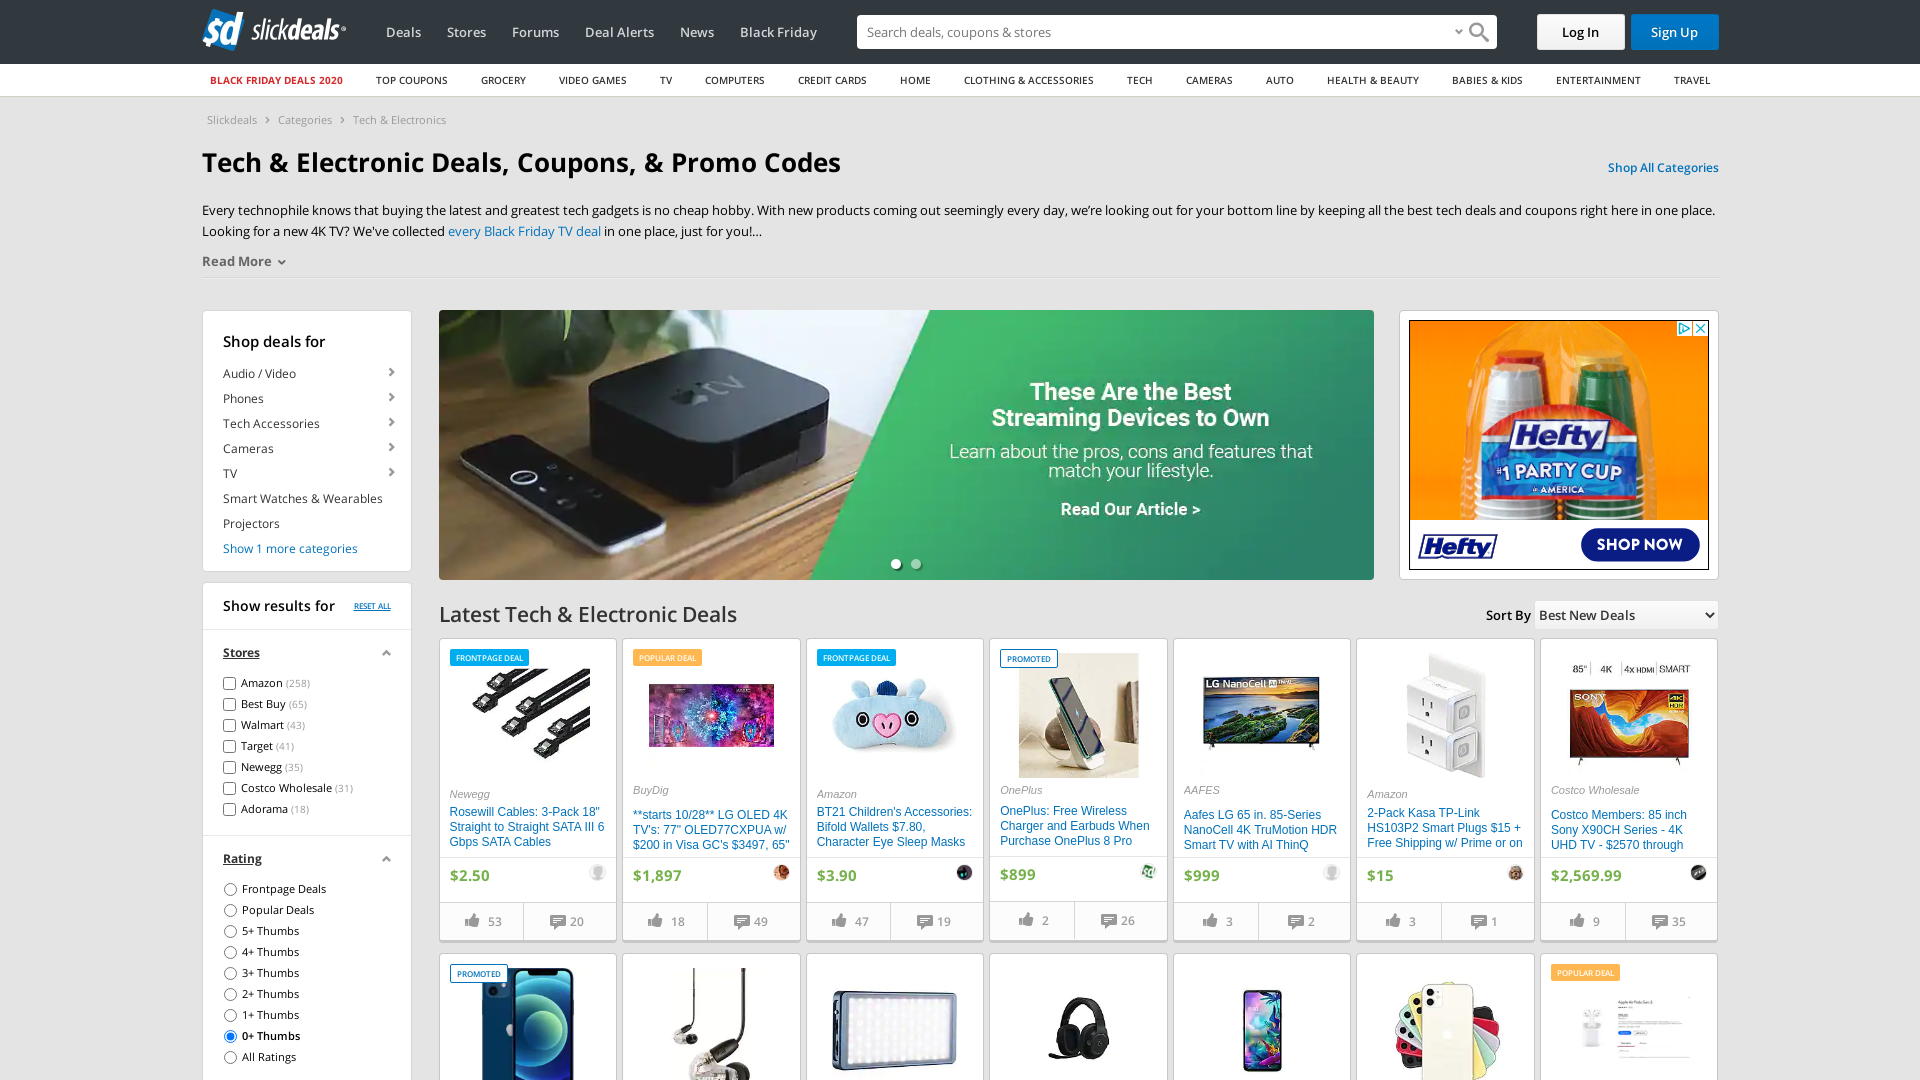 sd slickdeals
Deals
Stores
Forums
Deal Alerts
News
Black Friday
Search deals, coupons & stores
Log In
Sign Up
BLACK FRIDAY DEALS 2020
TOP COUPONS
GROCERY
VIDEO GAMES
TV
COMPUTERS
CREDIT CARDS
HOME
CLOTHING & ACCESSORIES
TECH
CAMERAS
AUTO
HEALTH & BEAUTY
BABIES & KIDS
ENTERTAINMENT
TRAVEL
Slickdeals > Categories > Tech & Electronics
Tech & Electronic Deals, Coupons, & Promo Codes
Shop All Categories
Every technophile knows that buying the latest and greatest tech gadgets is no cheap hobby. With new products coming out seemingly every day, we’re looking out for your bottom line by keeping all the best tech deals and coupons right here in one place.
Looking for a new 4K TV? We've collected every Black Friday TV deal in one place, just for you!...
Read More
Shop deals for
Audio / Video
Phones
Tech Accessories
Cameras
TV
Smart Watches & Wearables
Projectors
Show 1 more categories
Show results for
RESET ALL
Stores
Amazon (258)
Best Buy (65)
Walmart (43)
Target (41)
Newegg (35)
Costco Wholesale (31)
Adorama (18)
Rating
Frontpage Deals
Popular Deals
5+ Thumbs
4+ Thumbs
3+ Thumbs
2+ Thumbs
1+ Thumbs
0+ Thumbs
All Ratings
tv
These Are the Best
Streaming Devices to Own
Learn about the pros, cons and features that
match your lifestyle.
Read Our Article >
Hefty
#1 PARTY CUP
in AMERICA
Hefty
SHOP NOW
Latest Tech & Electronic Deals
Sort By
Best New Deals
FRONTPAGE DEAL
Newegg
Rosewill Cables: 3-Pack 18"
Straight to Straight SATA III 6
Gbps SATA Cables
$2.50
53
20
POPULAR DEAL
BuyDig
**starts 10/28** LG OLED 4K
TV's: 77" OLED77CXPUA w/
$200 in Visa GC's $3497, 65"
$1,897
18
49
FRONTPAGE DEAL
Amazon
BT21 Children's Accessories:
Bifold Wallets $7.80,
Character Eye Sleep Masks
$3.90
47
19
PROMOTED
OnePlus
OnePlus: Free Wireless
Charger and Earbuds When
Purchase OnePlus 8 Pro
$899
2
26
LG NanoCell AI
AAFES
Aafes LG 65 in. 85-Series
NanoCell 4K TruMotion HDR
Smart TV with AI ThinQ
$999
3
2
Amazon
2-Pack Kasa TP-Link
HS103P2 Smart Plugs $15 +
Free Shipping w/ Prime or on
$15
3
1
85" | 4K | 4x HDMI | SMART
SONY
4K
HDR
Costco Wholesale
Costco Members: 85 inch
Sony X90CH Series - 4K
UHD TV - $2570 through
$2,569.99
9
35
PROMOTED
POPULAR DEAL